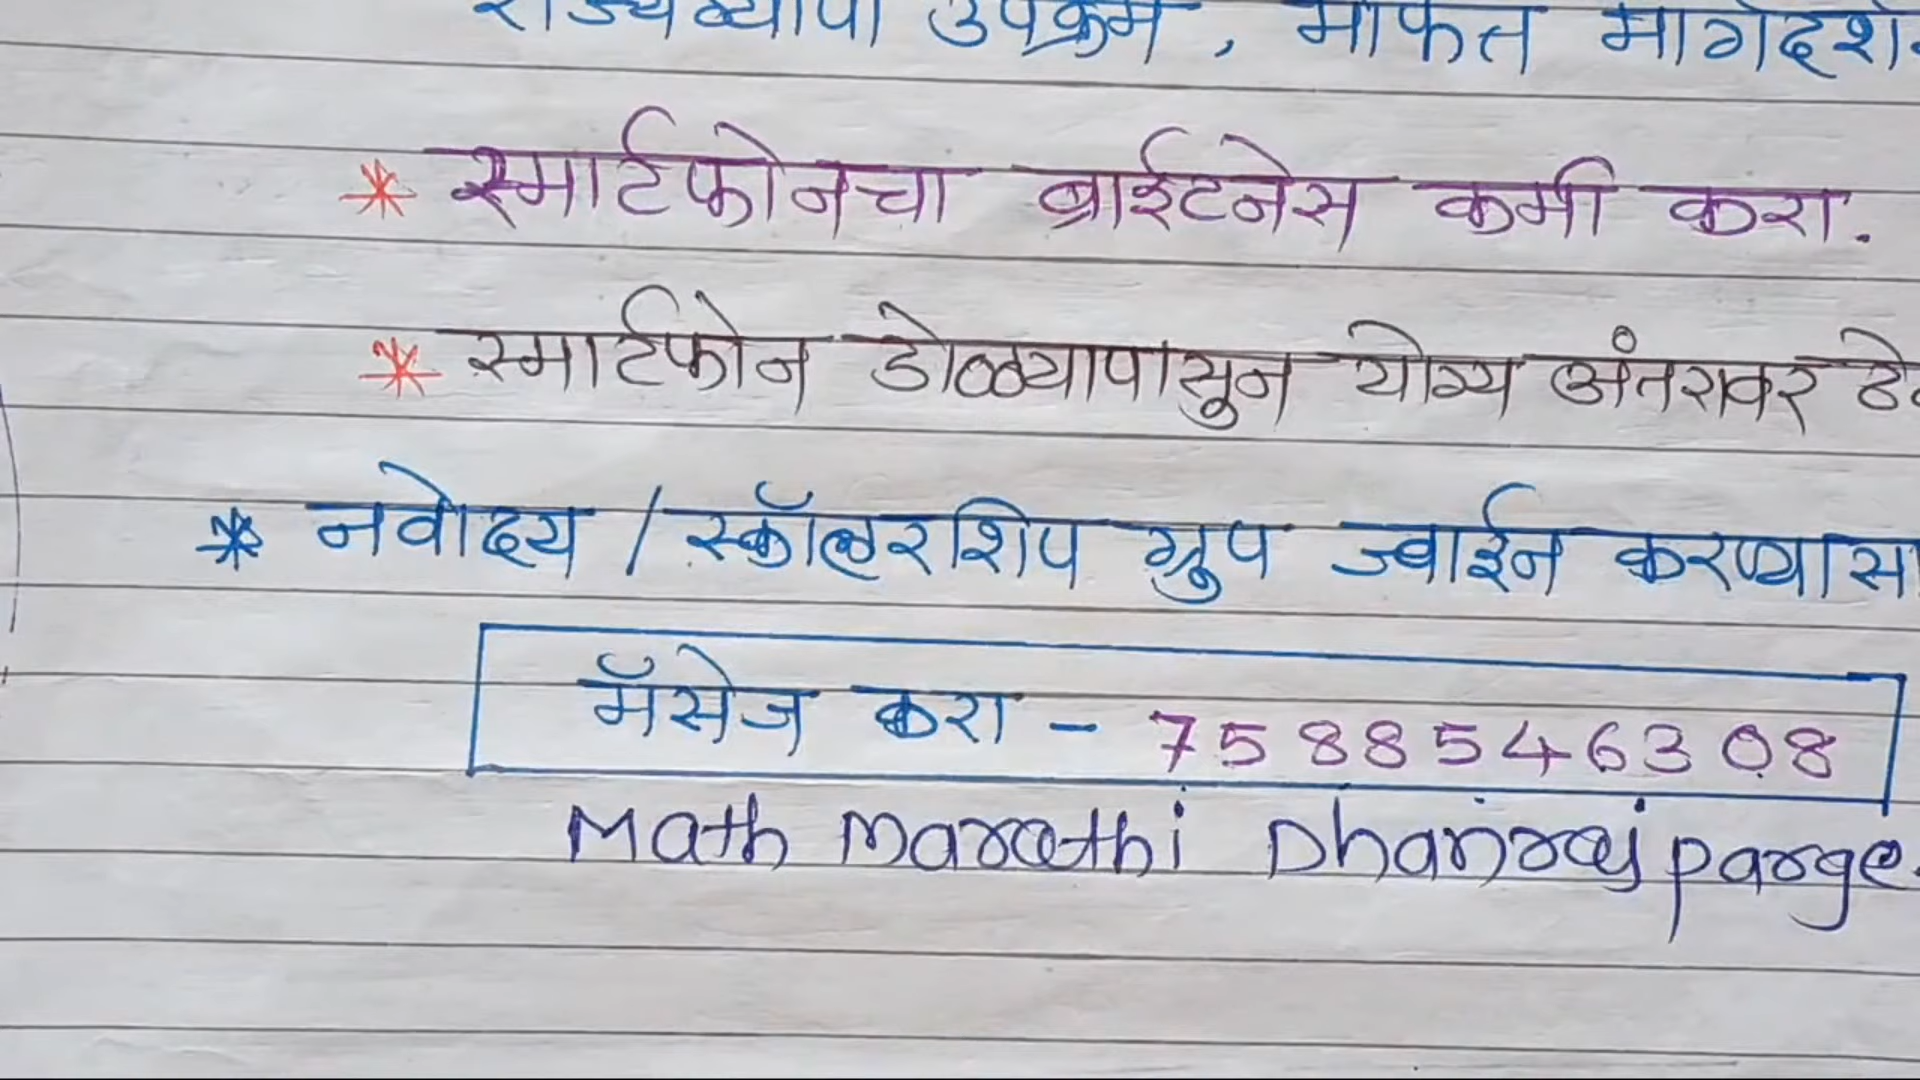 राज्यव्यापी उपक्रम, मार्फत मार्गदर्श
* स्मार्टफोनचा ब्राईटनेस कमी करा.
* स्मार्टफोन डोळ्यापासुन योग्य अंतरावर ठे
* नवोदय / स्कॉलरशिप ग्रुप ज्वाईन करण्यास
मॅसेज करा - 7588546308
Math Marathi Dhanraj parge.